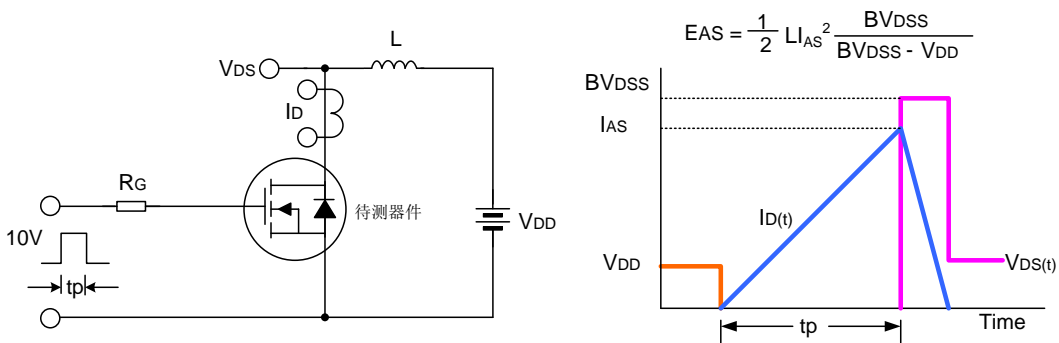 VDS
L
ID
RG
10V
tp
待测器件
VDD
EAS = 1/2 LIAS² BVDSS/(BVDSS - VDD)
BVDSS
IAS
ID(t)
VDD
VDS(t)
tp
Time